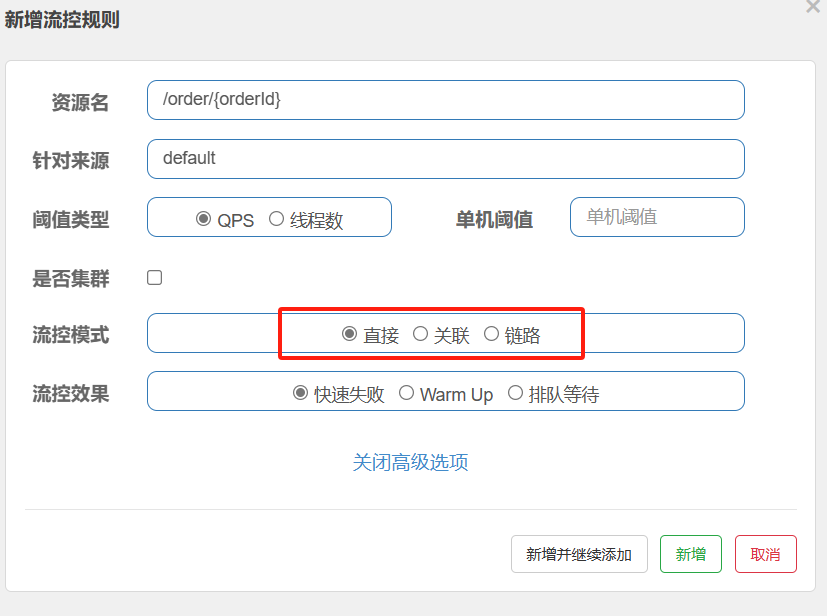 新增流控规则
资源名 /order/{orderId}
针对来源 default
阈值类型 QPS 线程数 单机阈值 单机阈值
是否集群
流控模式 直接 关联 链路
流控效果 快速失败 Warm Up 排队等待
关闭高级选项
新增并继续添加 新增 取消